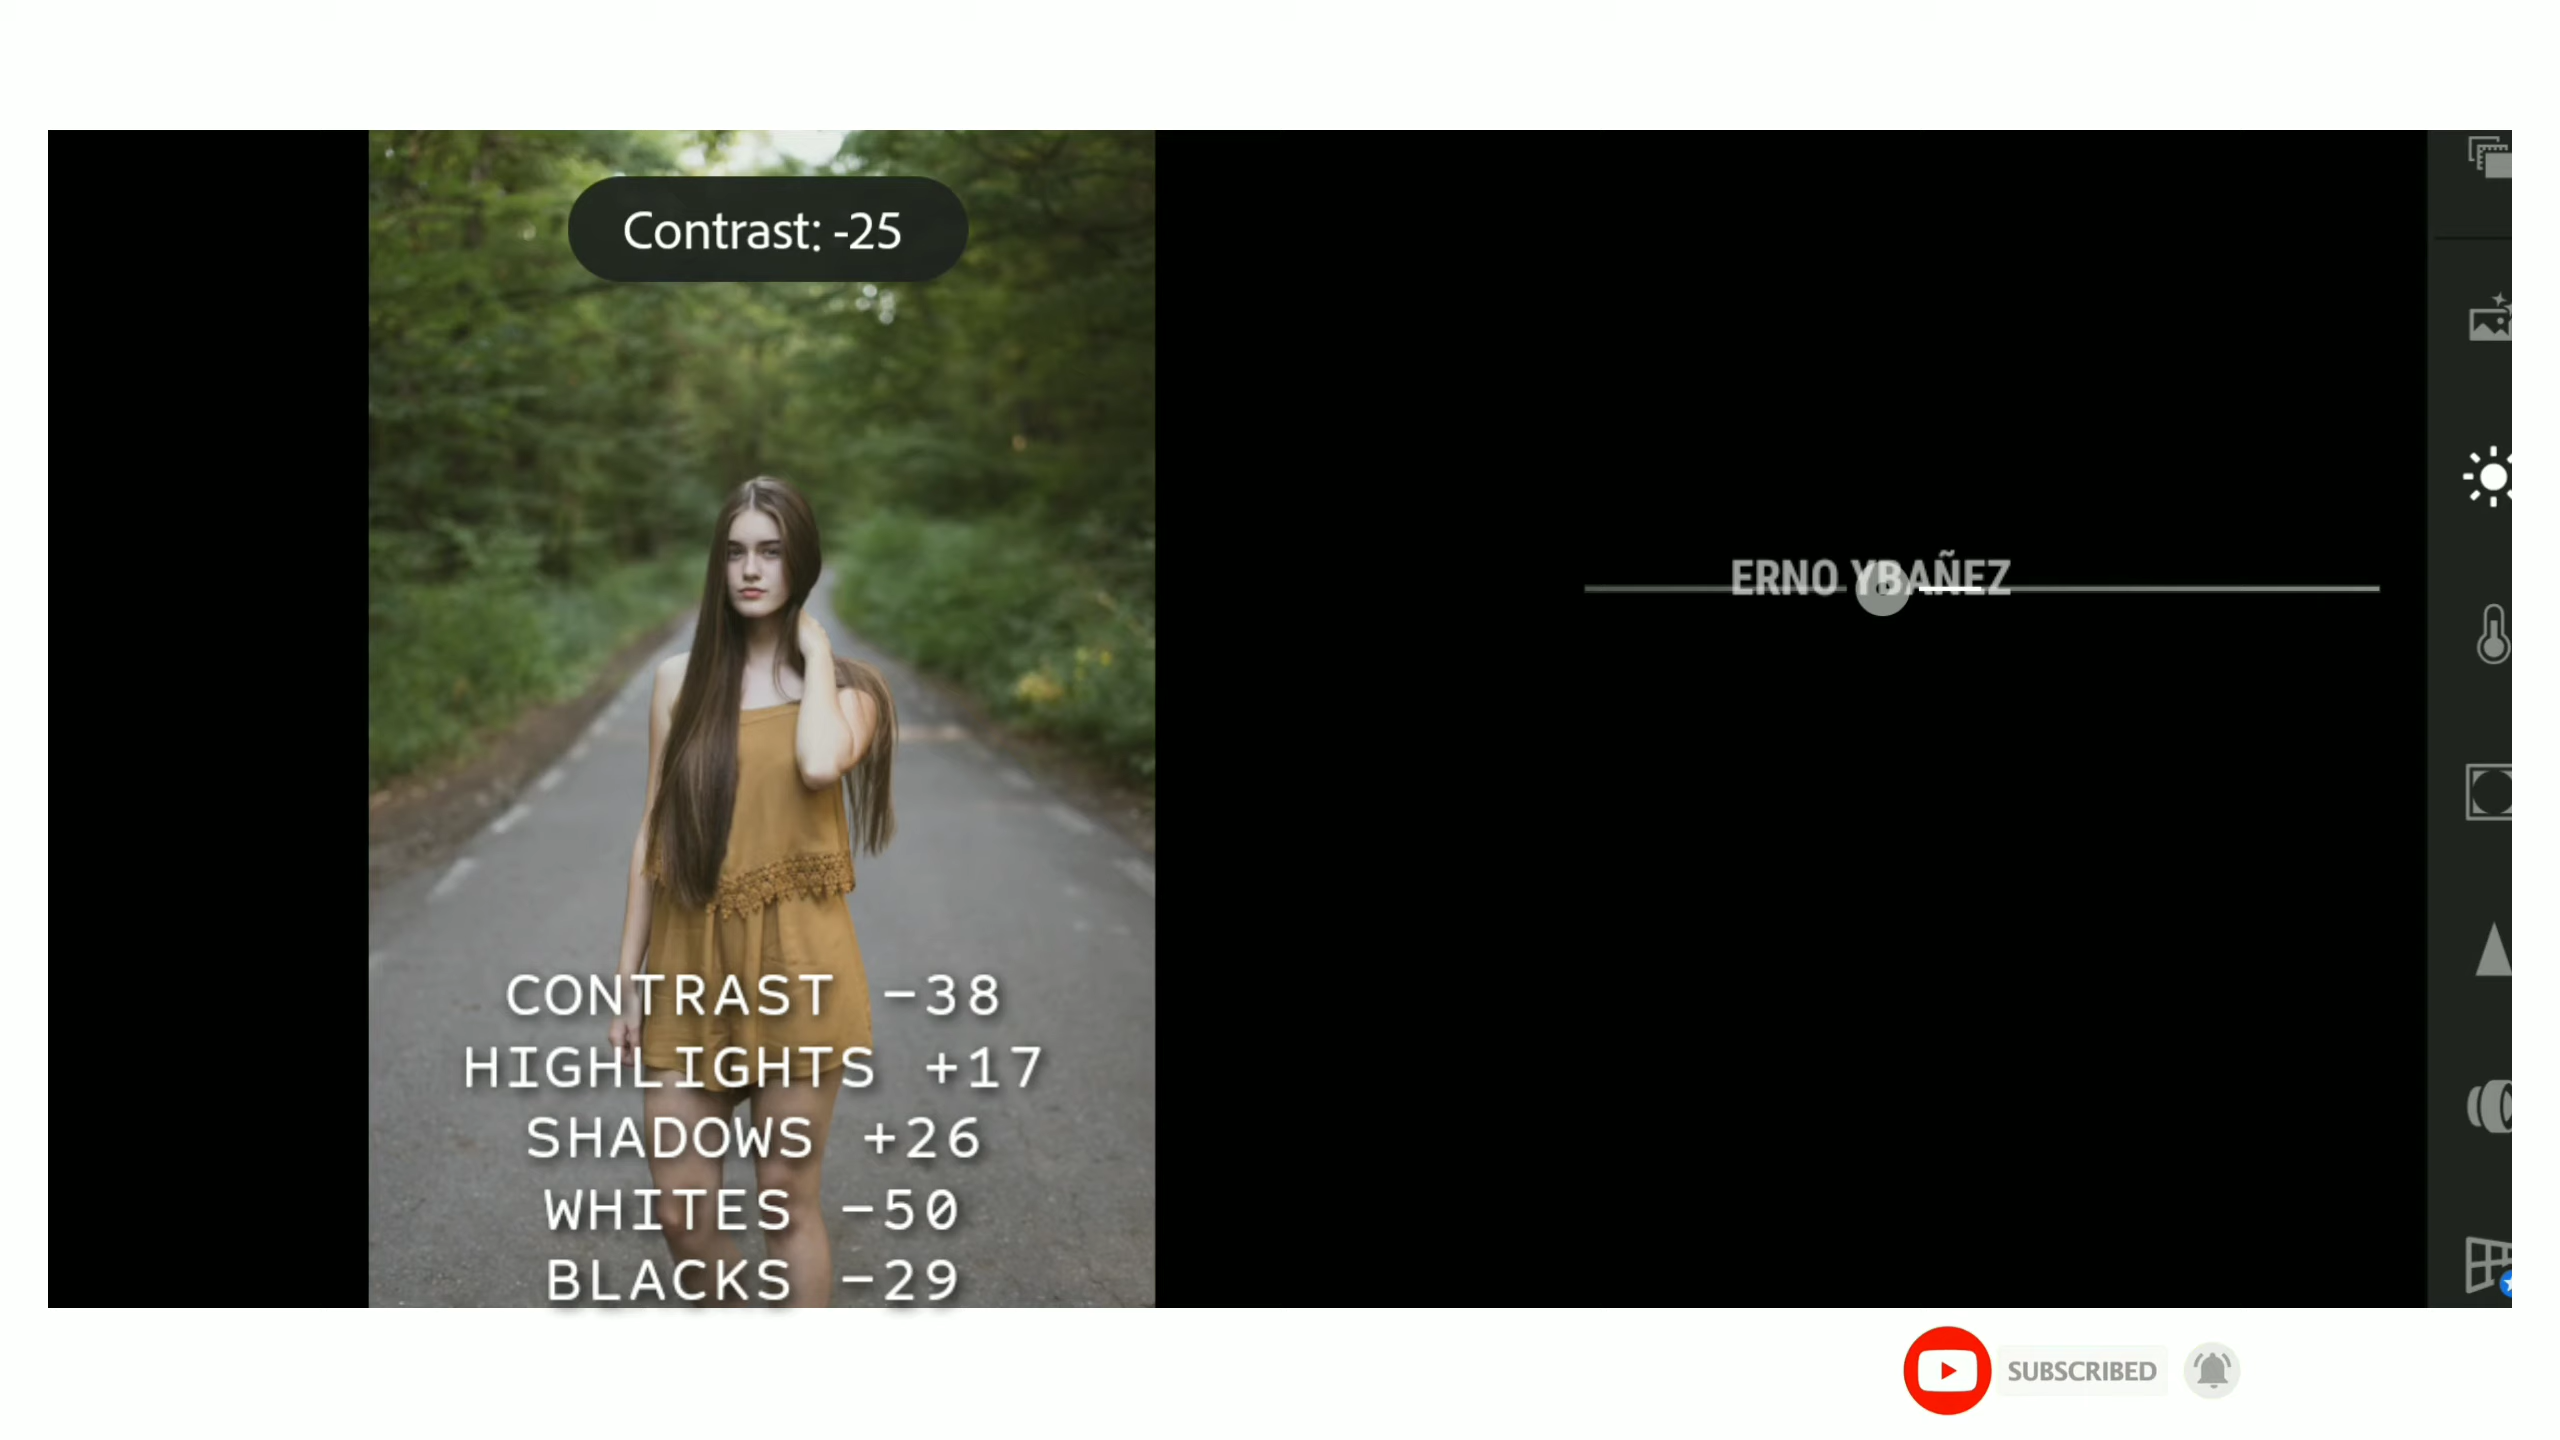 Contrast: -25
ERNO YBAÑEZ
CONTRAST -38
HIGHLIGHTS +17
SHADOWS +26
WHITES -50
BLACKS -29
SUBSCRIBED